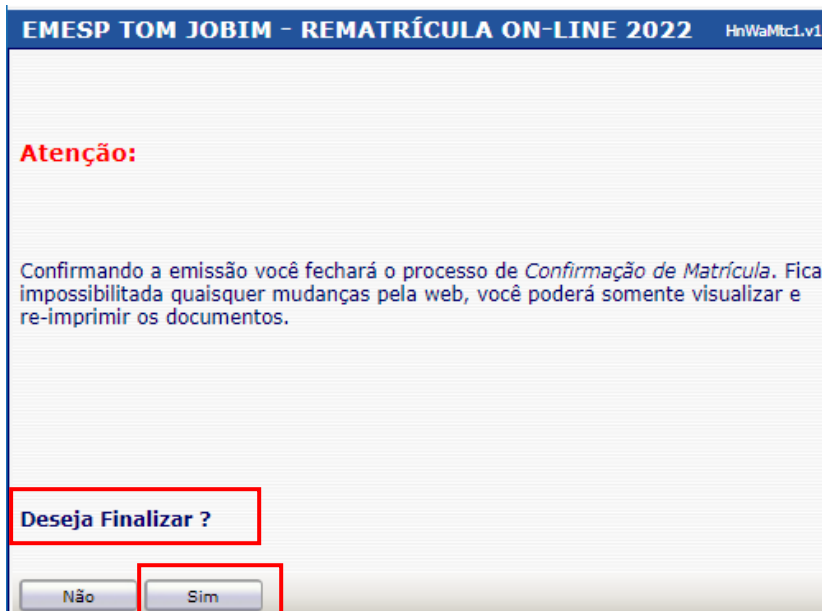 EMESP TOM JOBIM - REMATRÍCULA ON-LINE 2022 HnWaMtc1.v1
Atenção:
Confirmando a emissão você fechará o processo de Confirmação de Matrícula. Fica
impossibilitada quaisquer mudanças pela web, você poderá somente visualizar e
re-imprimir os documentos.
Deseja Finalizar ?
Não Sim